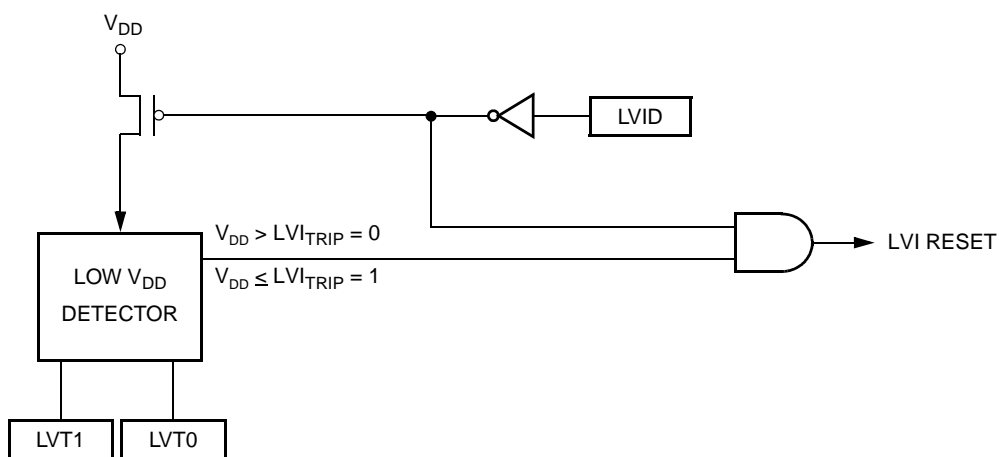 VDD
LVID
VDD > LVITRIP = 0
LVI RESET
VDD ≤ LVITRIP = 1
LOW VDD
DETECTOR
LVT1
LVT0